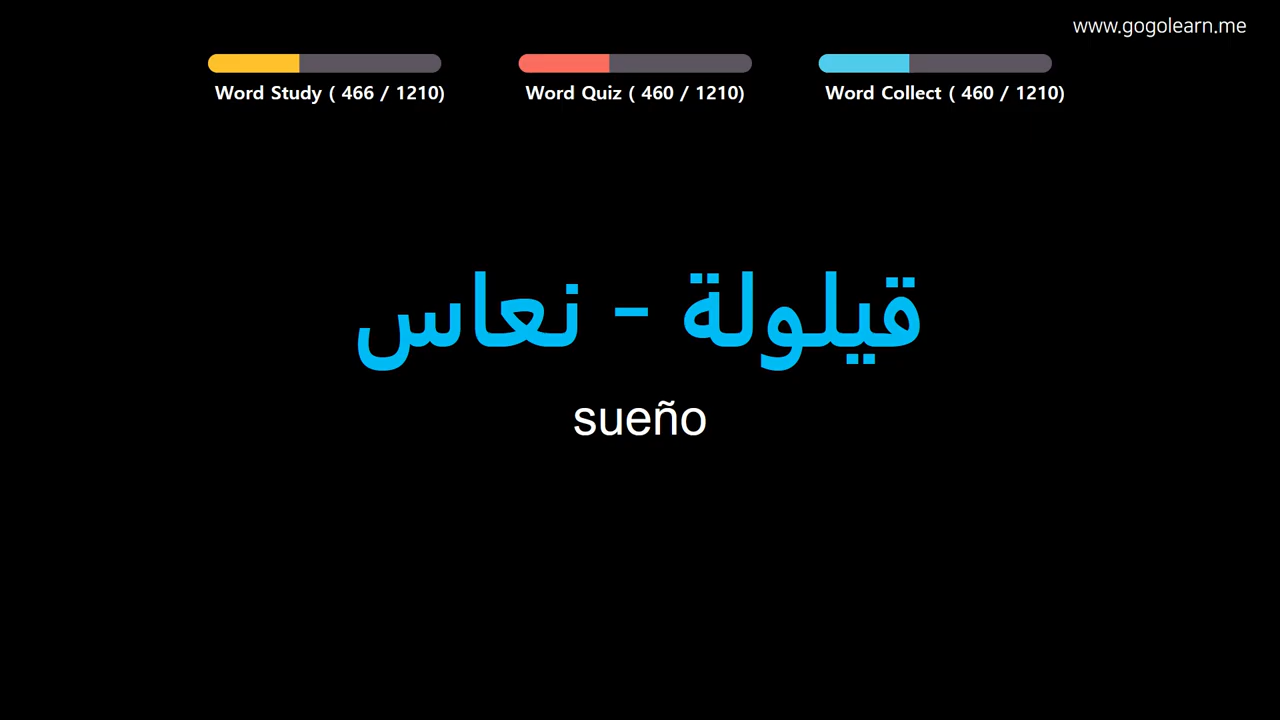 www.gogolearn.me
Word Study ( 466 / 1210)
Word Quiz ( 460 / 1210)
Word Collect ( 460 / 1210)
قيلولة - نعاس
sueño